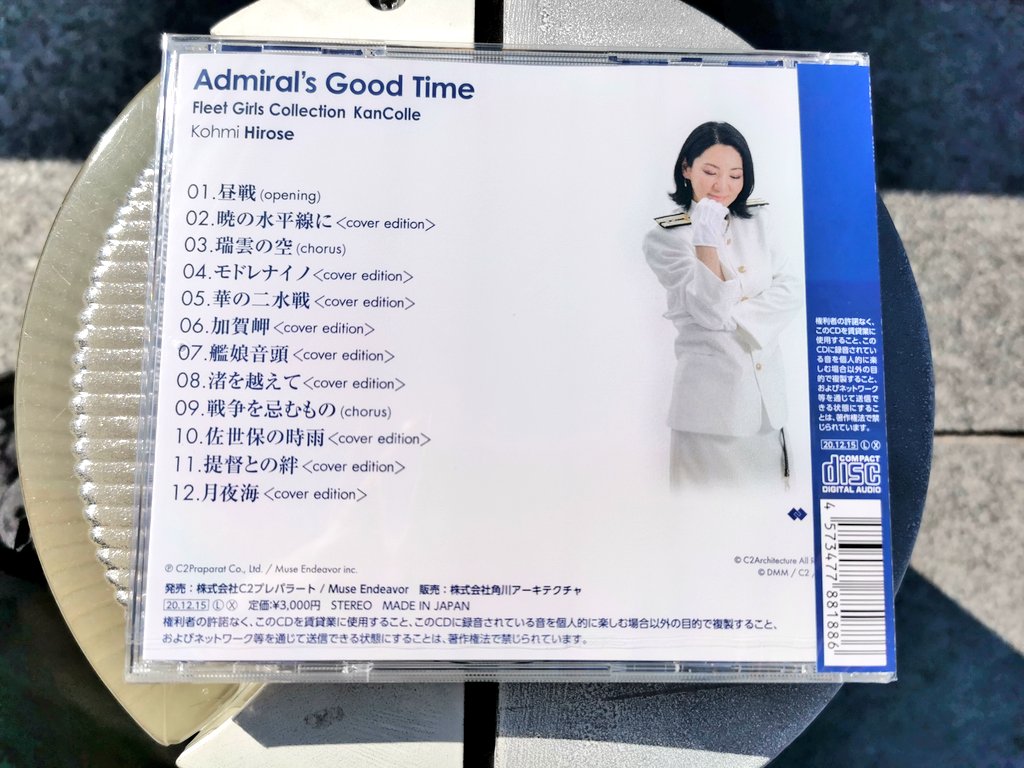 Admiral's Good Time
Fleet Girls Collection KanColle
Kohmi Hirose
01.昼戦(opening)
02.暁の水平線に<cover edition>
03.瑞雲の空(chorus)
04.モドレナイノ<cover edition>
05.華の二水戦<cover edition>
06.加賀岬<cover edition>
07.艦娘音頭<cover edition>
08.渚を越えて<cover edition>
09.戦争を忌むもの(chorus)
10.佐世保の時雨<cover edition>
11.提督との絆<cover edition>
12.月夜海<cover edition>
℗ C2Praparat Co., Ltd. / Muse Endeavor inc.
© C2Architecture All R
© DMM / C2 /
発売：株式会社C2プレパラート / Muse Endeavor 販売：株式会社角川アーキテクチャ
20.12.15 Ⓛ Ⓧ 定価:¥3,000円 STEREO MADE IN JAPAN
権利者の許諾なく、このCDを賃貸業に使用すること、このCDに録音されている音を個人的に楽しむ場合以外の目的で複製すること、
およびネットワーク等を通じて送信できる状態にすることは、著作権法で禁じられています。
権利者の許諾なく、
このCDを賃貸業に
使用すること、この
CDに録音されてい
る音を個人的に楽
しむ場合以外の目
的で複製すること、
およびネットワーク
等を通じて送信で
きる状態にするこ
とは、著作権法で禁
じられています。
20.12.15 Ⓛ Ⓧ
COMPACT
disc
DIGITAL AUDIO
4 573477 881886